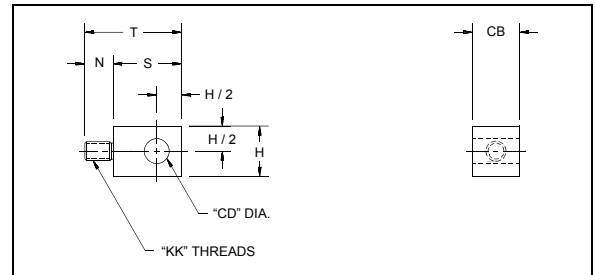 T
CB
N
S
H / 2
H / 2
H
“CD” DIA.
“KK” THREADS